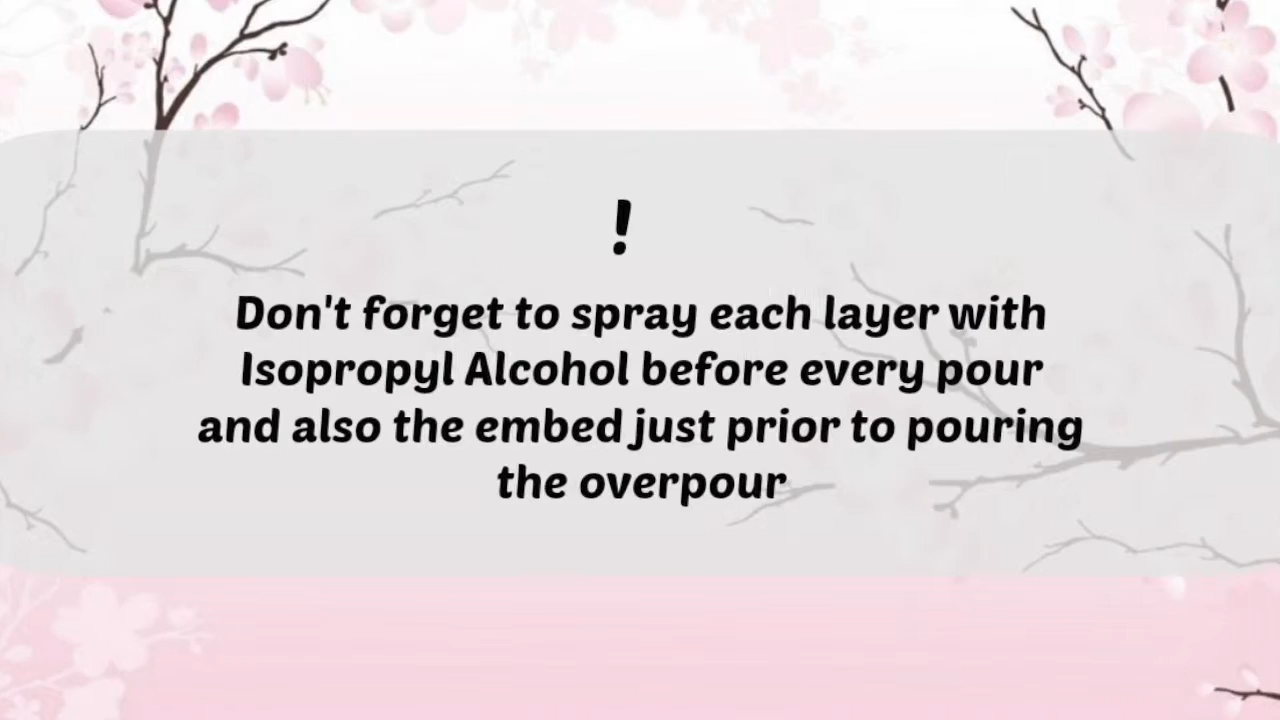 !
Don't forget to spray each layer with
Isopropyl Alcohol before every pour
and also the embed just prior to pouring
the overpour